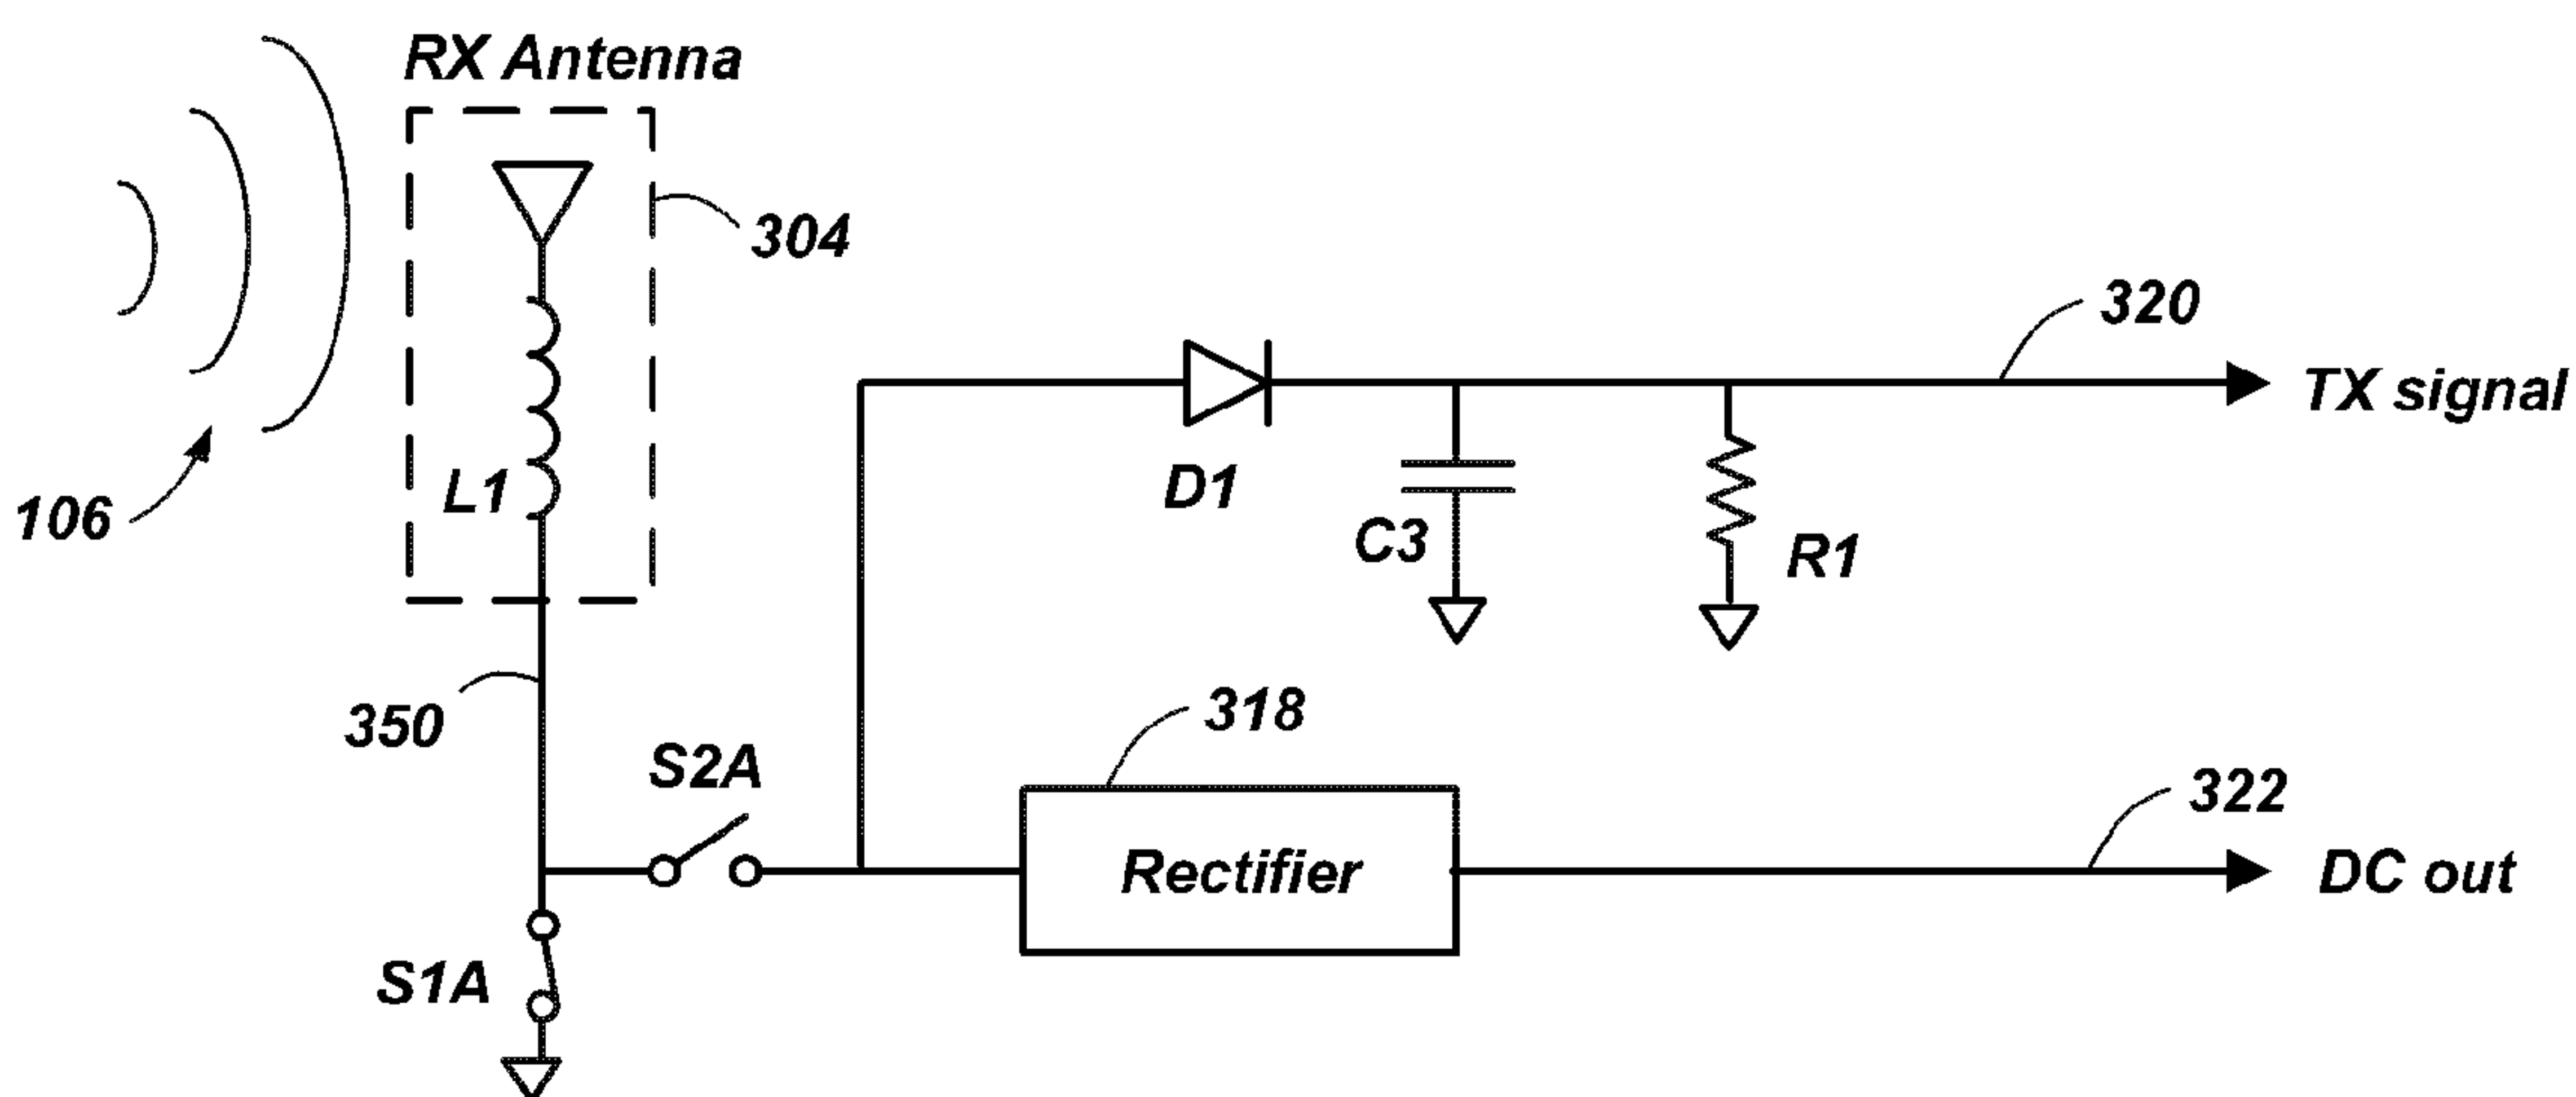 RX Antenna
304
320
TX signal
L1
D1
106
C3
R1
350
318
S2A
322
Rectifier
DC out
S1A